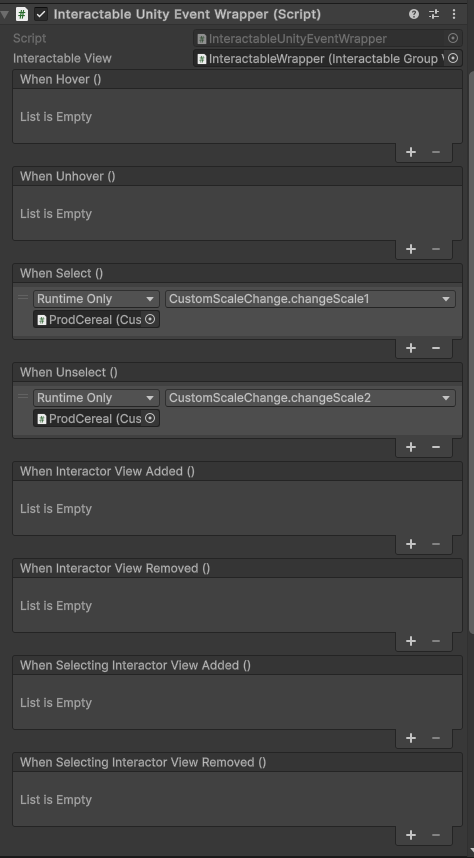 Interactable Unity Event Wrapper (Script)
Script
InteractableUnityEventWrapper
Interactable View
InteractableWrapper (Interactable Group V
When Hover ()
List is Empty
+ −
When Unhover ()
List is Empty
+ −
When Select ()
Runtime Only
CustomScaleChange.changeScale1
ProdCereal (Cus
+ −
When Unselect ()
Runtime Only
CustomScaleChange.changeScale2
ProdCereal (Cus
+ −
When Interactor View Added ()
List is Empty
+ −
When Interactor View Removed ()
List is Empty
+ −
When Selecting Interactor View Added ()
List is Empty
+ −
When Selecting Interactor View Removed ()
List is Empty
+ −